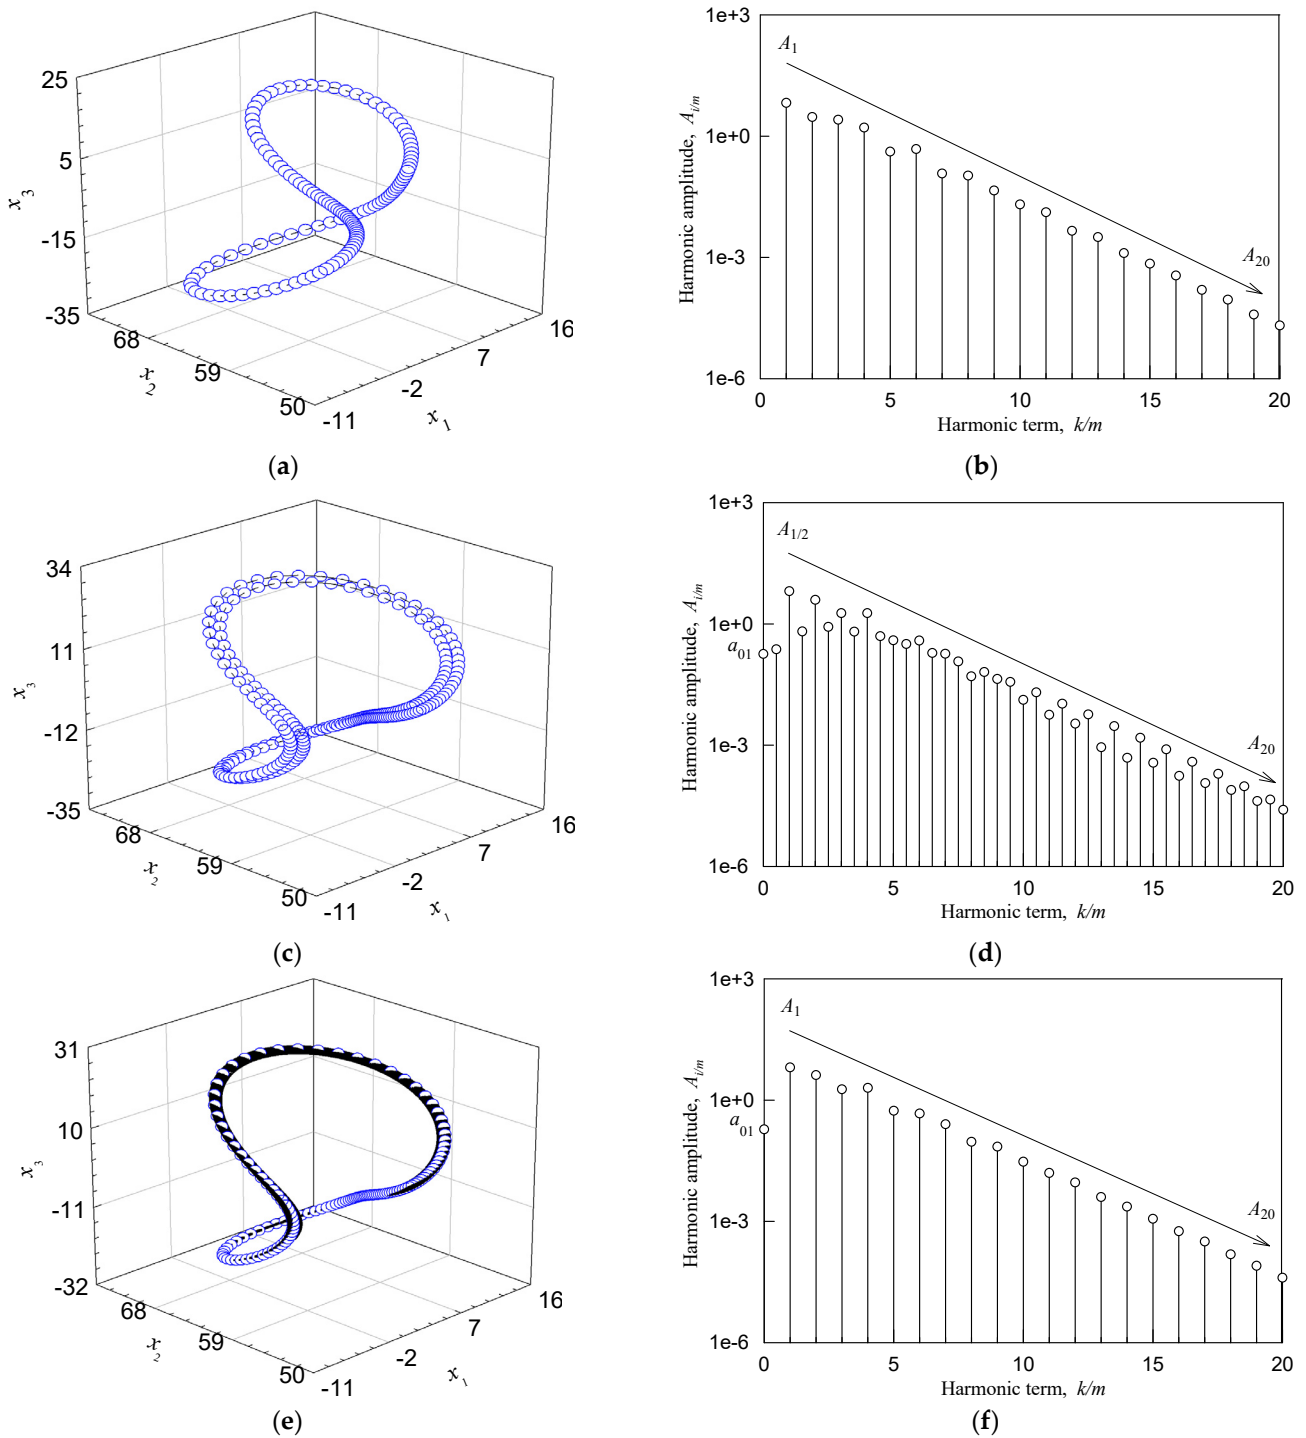 25
5
-15
-35
x3
68
59
50
x2
-11
-2
7
16
x1
(a)
1e+3
1e+0
1e-3
1e-6
Harmonic amplitude, Ai/m
A1
A20
0 5 10 15 20
Harmonic term, k/m
(b)
34
11
-12
-35
x3
68
59
50
x2
-11
-2
7
16
x1
(c)
1e+3
1e+0
a01
1e-3
1e-6
Harmonic amplitude, Ai/m
A1/2
A20
0 5 10 15 20
Harmonic term, k/m
(d)
31
10
-11
-32
x3
68
59
50
x2
-11
-2
7
16
x1
(e)
1e+3
1e+0
a01
1e-3
1e-6
Harmonic amplitude, Ai/m
A1
A20
0 5 10 15 20
Harmonic term, k/m
(f)